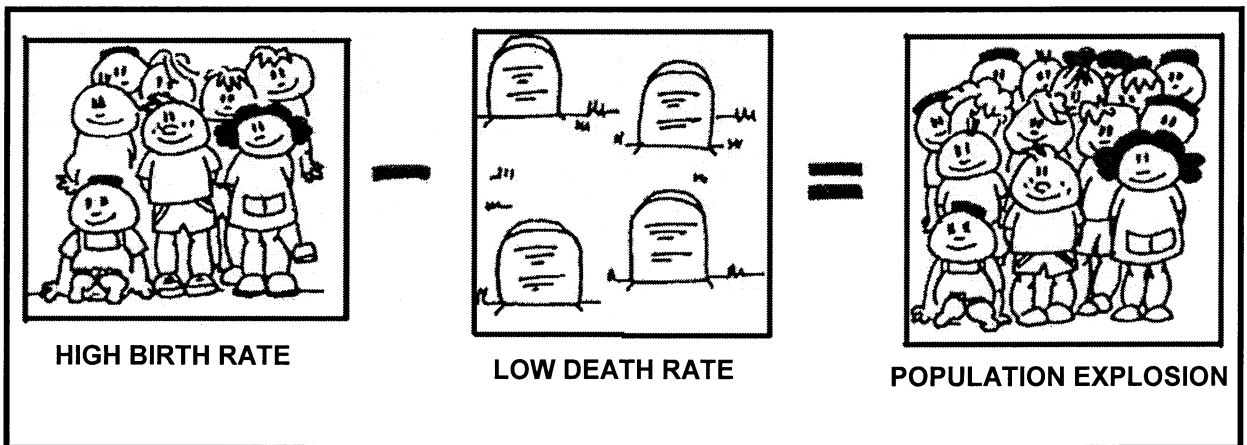 HIGH BIRTH RATE
LOW DEATH RATE
POPULATION EXPLOSION